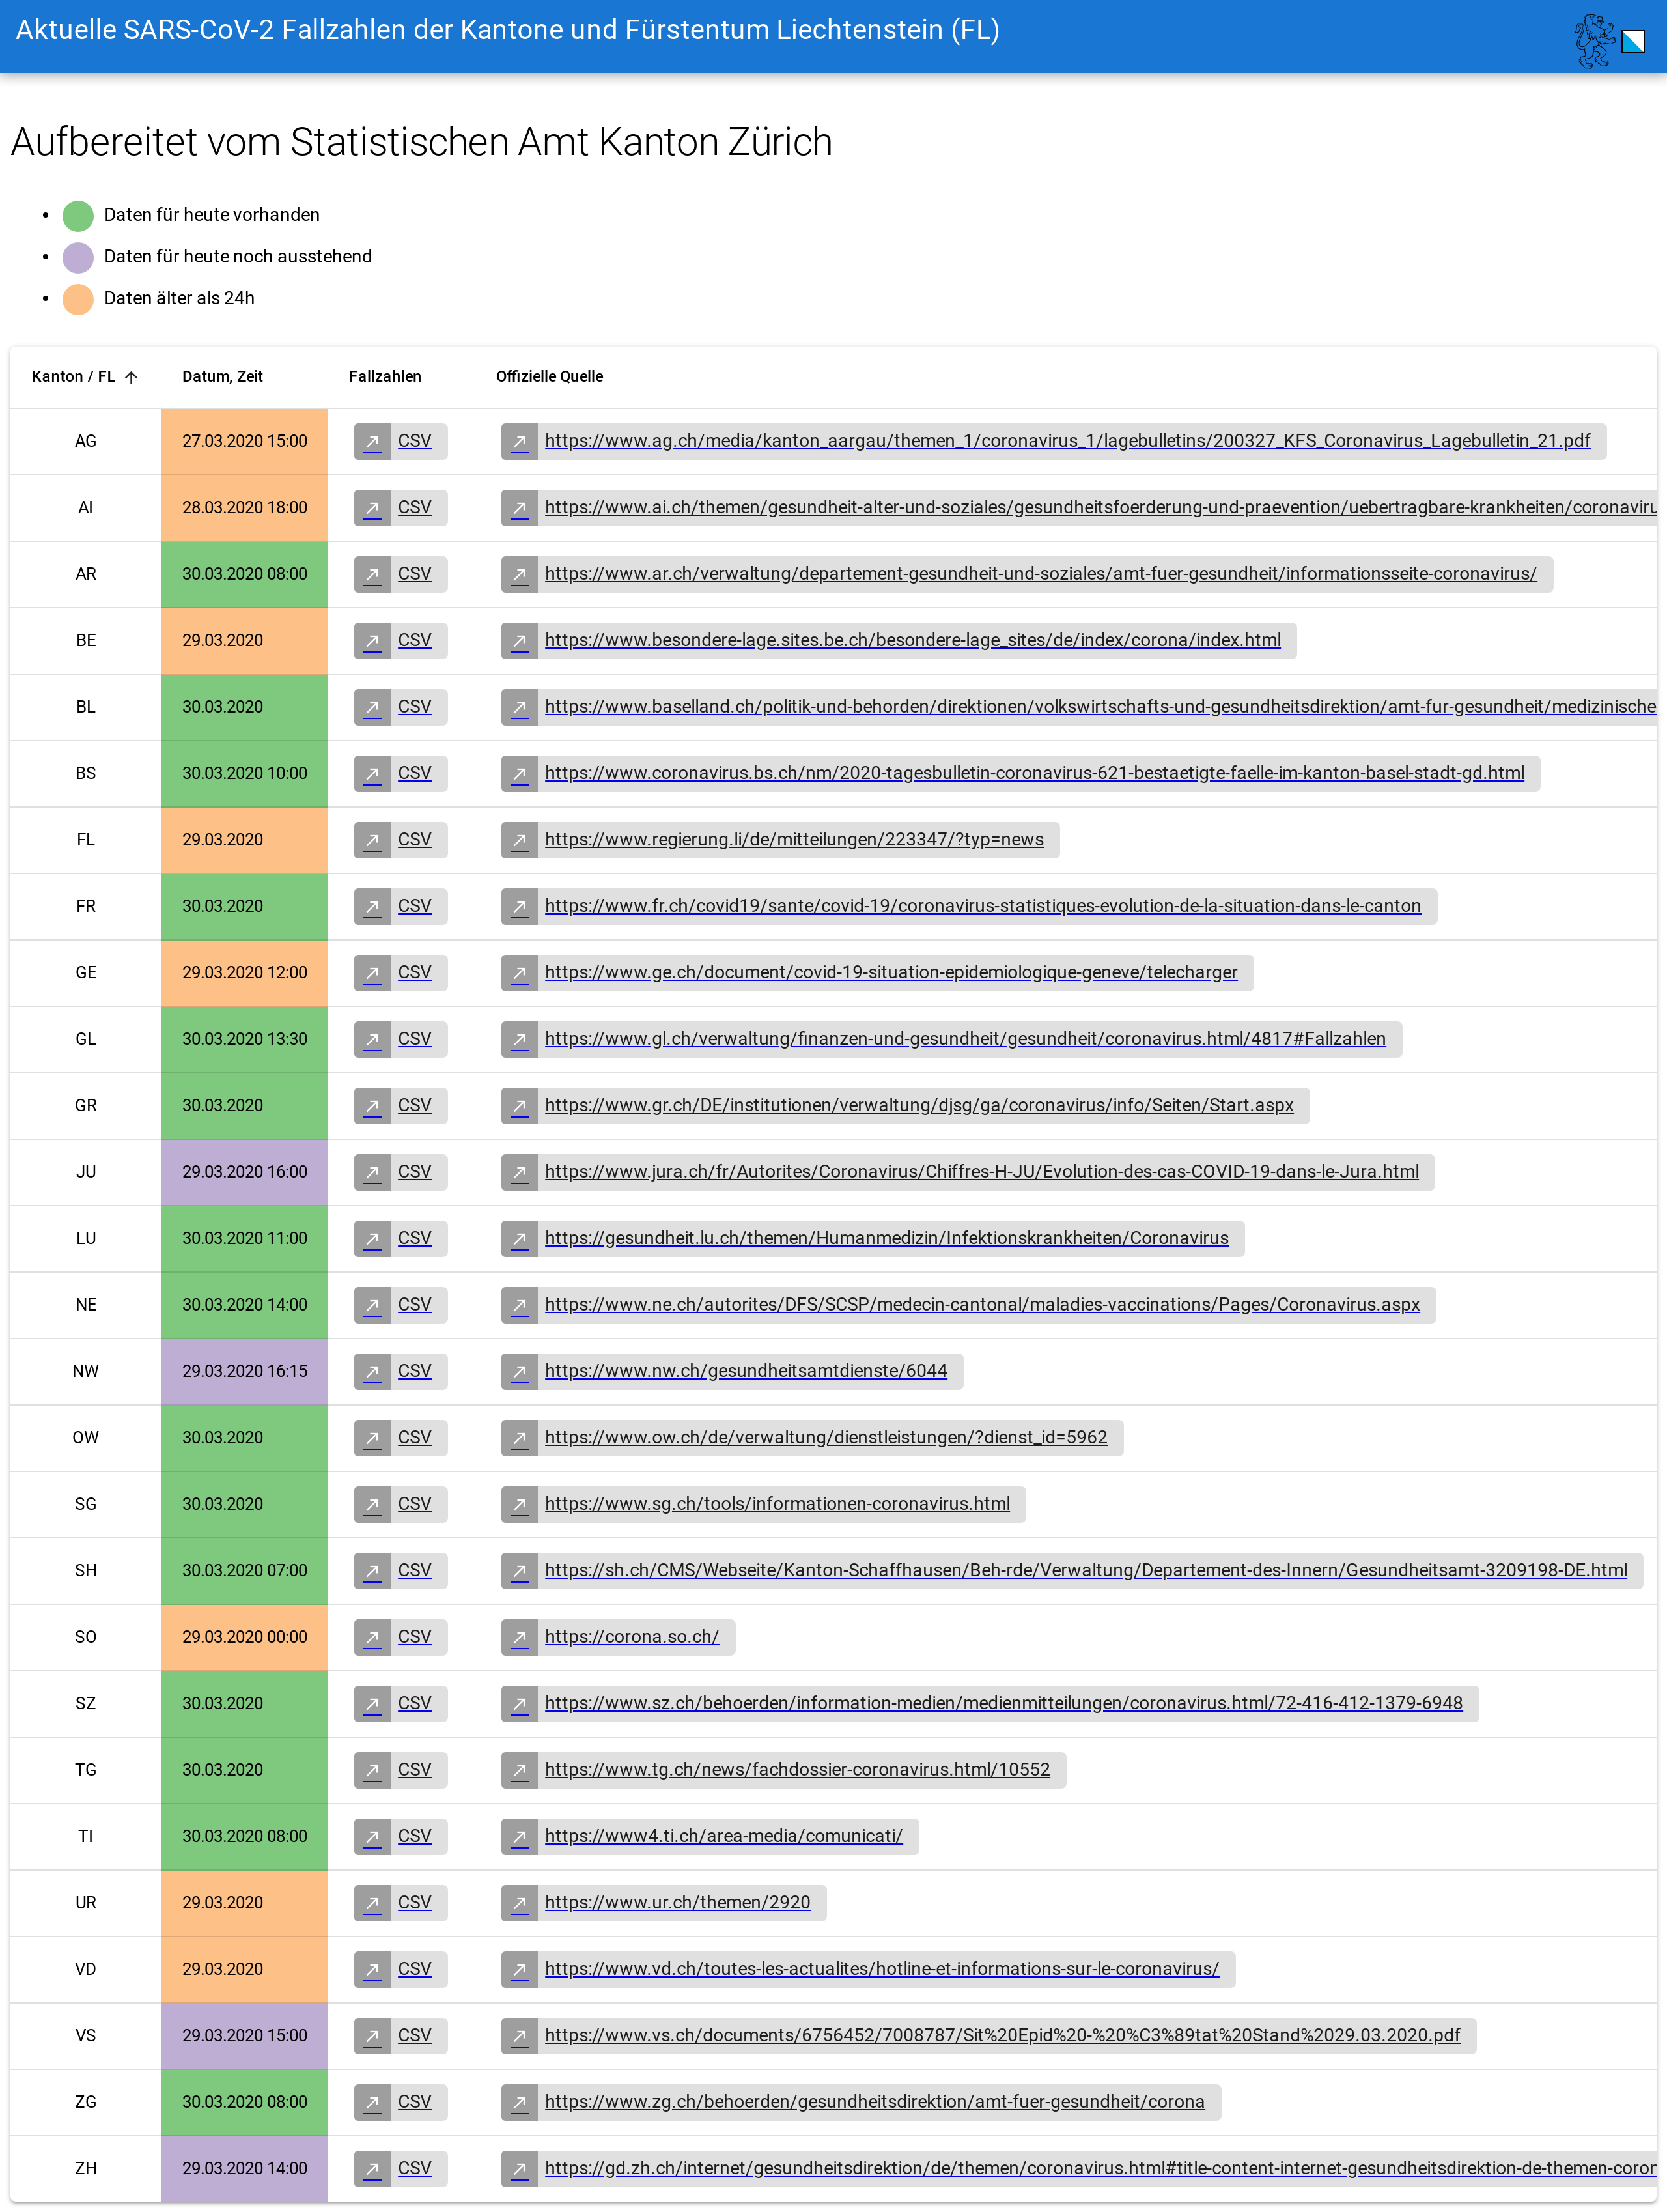 Aktuelle SARS-CoV-2 Fallzahlen der Kantone und Fürstentum Liechtenstein (FL)
Aufbereitet vom Statistischen Amt Kanton Zürich
Daten für heute vorhanden
Daten für heute noch ausstehend
Daten älter als 24h
Kanton / FL Datum, Zeit Fallzahlen Offizielle Quelle
AG 27.03.2020 15:00 CSV https://www.ag.ch/media/kanton_aargau/themen_1/coronavirus_1/lagebulletins/200327_KFS_Coronavirus_Lagebulletin_21.pdf
AI 28.03.2020 18:00 CSV https://www.ai.ch/themen/gesundheit-alter-und-soziales/gesundheitsfoerderung-und-praevention/uebertragbare-krankheiten/coronaviru
AR 30.03.2020 08:00 CSV https://www.ar.ch/verwaltung/departement-gesundheit-und-soziales/amt-fuer-gesundheit/informationsseite-coronavirus/
BE 29.03.2020 CSV https://www.besondere-lage.sites.be.ch/besondere-lage_sites/de/index/corona/index.html
BL 30.03.2020 CSV https://www.baselland.ch/politik-und-behorden/direktionen/volkswirtschafts-und-gesundheitsdirektion/amt-fur-gesundheit/medizinische
BS 30.03.2020 10:00 CSV https://www.coronavirus.bs.ch/nm/2020-tagesbulletin-coronavirus-621-bestaetigte-faelle-im-kanton-basel-stadt-gd.html
FL 29.03.2020 CSV https://www.regierung.li/de/mitteilungen/223347/?typ=news
FR 30.03.2020 CSV https://www.fr.ch/covid19/sante/covid-19/coronavirus-statistiques-evolution-de-la-situation-dans-le-canton
GE 29.03.2020 12:00 CSV https://www.ge.ch/document/covid-19-situation-epidemiologique-geneve/telecharger
GL 30.03.2020 13:30 CSV https://www.gl.ch/verwaltung/finanzen-und-gesundheit/gesundheit/coronavirus.html/4817#Fallzahlen
GR 30.03.2020 CSV https://www.gr.ch/DE/institutionen/verwaltung/djsg/ga/coronavirus/info/Seiten/Start.aspx
JU 29.03.2020 16:00 CSV https://www.jura.ch/fr/Autorites/Coronavirus/Chiffres-H-JU/Evolution-des-cas-COVID-19-dans-le-Jura.html
LU 30.03.2020 11:00 CSV https://gesundheit.lu.ch/themen/Humanmedizin/Infektionskrankheiten/Coronavirus
NE 30.03.2020 14:00 CSV https://www.ne.ch/autorites/DFS/SCSP/medecin-cantonal/maladies-vaccinations/Pages/Coronavirus.aspx
NW 29.03.2020 16:15 CSV https://www.nw.ch/gesundheitsamtdienste/6044
OW 30.03.2020 CSV https://www.ow.ch/de/verwaltung/dienstleistungen/?dienst_id=5962
SG 30.03.2020 CSV https://www.sg.ch/tools/informationen-coronavirus.html
SH 30.03.2020 07:00 CSV https://sh.ch/CMS/Webseite/Kanton-Schaffhausen/Beh-rde/Verwaltung/Departement-des-Innern/Gesundheitsamt-3209198-DE.html
SO 29.03.2020 00:00 CSV https://corona.so.ch/
SZ 30.03.2020 CSV https://www.sz.ch/behoerden/information-medien/medienmitteilungen/coronavirus.html/72-416-412-1379-6948
TG 30.03.2020 CSV https://www.tg.ch/news/fachdossier-coronavirus.html/10552
TI 30.03.2020 08:00 CSV https://www4.ti.ch/area-media/comunicati/
UR 29.03.2020 CSV https://www.ur.ch/themen/2920
VD 29.03.2020 CSV https://www.vd.ch/toutes-les-actualites/hotline-et-informations-sur-le-coronavirus/
VS 29.03.2020 15:00 CSV https://www.vs.ch/documents/6756452/7008787/Sit%20Epid%20-%20%C3%89tat%20Stand%2029.03.2020.pdf
ZG 30.03.2020 08:00 CSV https://www.zg.ch/behoerden/gesundheitsdirektion/amt-fuer-gesundheit/corona
ZH 29.03.2020 14:00 CSV https://gd.zh.ch/internet/gesundheitsdirektion/de/themen/coronavirus.html#title-content-internet-gesundheitsdirektion-de-themen-coron